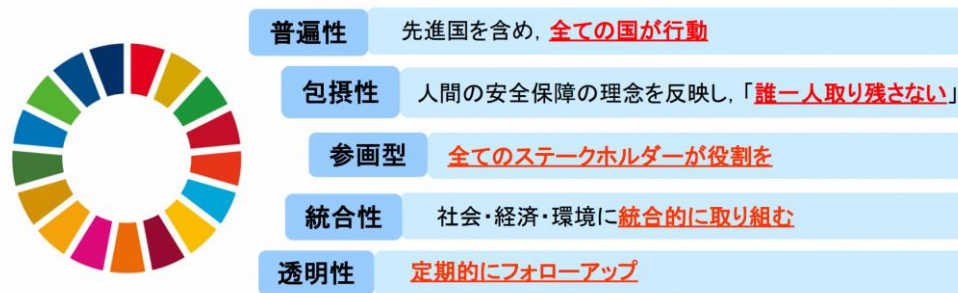 普遍性 先進国を含め，全ての国が行動
包摂性 人間の安全保障の理念を反映し，「誰一人取り残さない」
参画型 全てのステークホルダーが役割を
統合性 社会・経済・環境に統合的に取り組む
透明性 定期的にフォローアップ